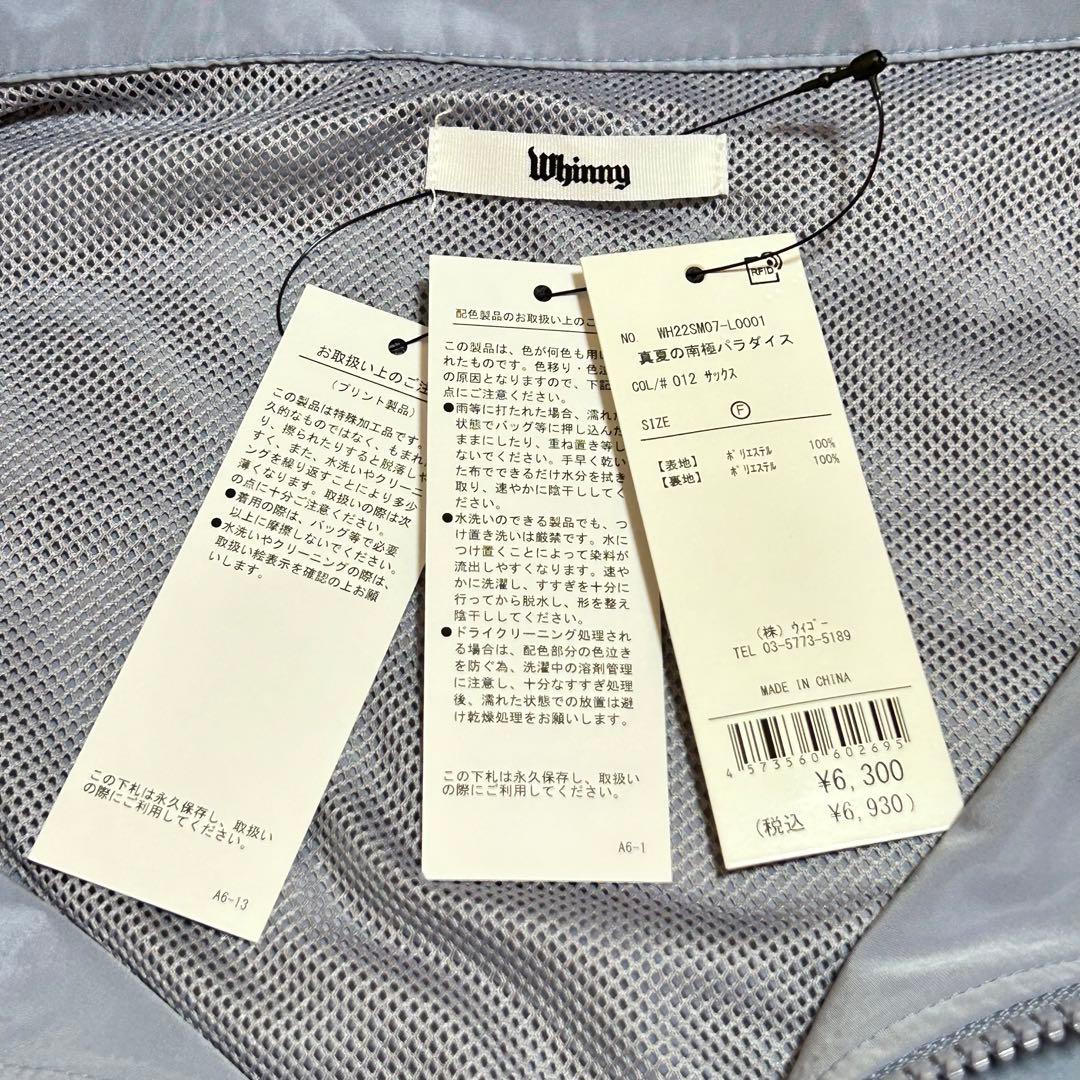 Whinny
お取扱い上のご注
（プリント製品）
この製品は特殊加工品です。
久的なものではなく、もまれた
り、擦られたりすると脱落しや
すく、また、水洗いやクリーニ
ングを繰り返すことにより多少
薄くなります。取扱いの際は次
の点に十分ご注意ください。
●着用の際は、バッグ等で必要
以上に摩擦しないでください。
●水洗いやクリーニングの際は、
取扱い絵表示を確認の上お願
いします。
この下札は永久保存し、取扱い
の際にご利用してください。
A6-13
配色製品のお取扱い上のご
この製品は、色が何色も用い
れたものです。色移り・色泣
の原因となりますので、下記
点にご注意ください。
●雨等に打たれた場合、濡れた
状態でバッグ等に押し込んだ
ままにしたり、重ね置き等し
ないでください。手早く乾い
た布でできるだけ水分を拭き
取り、速やかに陰干ししてく
ださい。
●水洗いのできる製品でも、つ
け置き洗いは厳禁です。水に
つけ置くことによって染料が
流出しやすくなります。速や
かに洗濯し、すすぎを十分に
行ってから脱水し、形を整え
陰干ししてください。
●ドライクリーニング処理され
る場合は、配色部分の色泣き
を防ぐ為、洗濯中の溶剤管理
に注意し、十分なすすぎ処理
後、濡れた状態での放置は避
け乾燥処理をお願いします。
この下札は永久保存し、取扱い
の際にご利用してください。
A6-1
RFID
NO. WH22SM07-L0001
真夏の南極パラダイス
COL/# 012 サックス
SIZE Ⓕ
【表地】 ポリエステル 100%
【裏地】 ポリエステル 100%
（株）ウィゴー
TEL 03-5773-5189
MADE IN CHINA
4 573560 602695
¥6,300
(税込 ¥6,930)